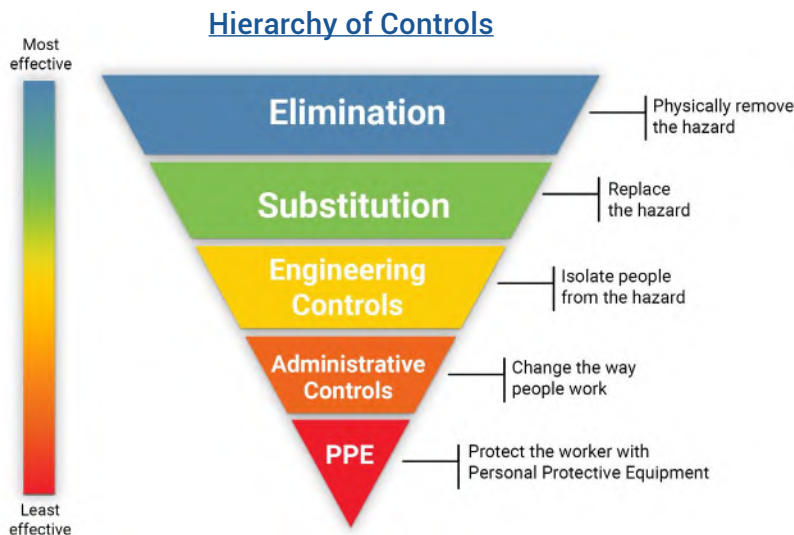 Hierarchy of Controls
Most
effective
Elimination
Physically remove
the hazard
Substitution
Replace
the hazard
Engineering
Controls
Isolate people
from the hazard
Administrative
Controls
Change the way
people work
PPE
Protect the worker with
Personal Protective Equipment
Least
effective